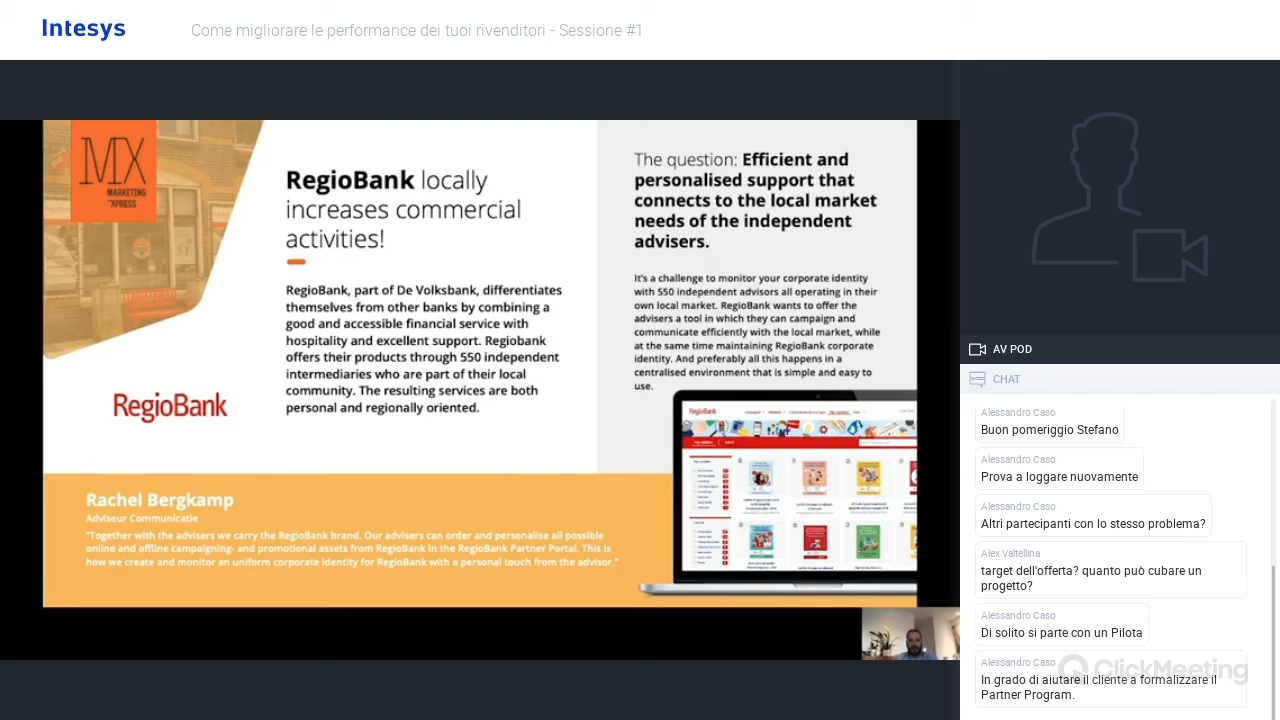 Intesys
Come migliorare le performance dei tuoi rivenditori - Sessione #1
MX
MARKETING
XPRESS
RegioBank locally
increases commercial
activities!
RegioBank, part of De Volksbank, differentiates
themselves from other banks by combining a
good and accessible financial service with
hospitality and excellent support. Regiobank
offers their products through 550 independent
intermediaries who are part of their local
community. The resulting services are both
personal and regionally oriented.
RegioBank
The question: Efficient and
personalised support that
connects to the local market
needs of the independent
advisers.
It's a challenge to monitor your corporate identity
with 550 independent advisors all operating in their
own local market. RegioBank wants to offer the
advisers a tool in which they can campaign and
communicate efficiently with the local market, while
at the same time maintaining RegioBank corporate
identity. And preferably all this happens in a
centralised environment that is simple and easy to
use.
RegioBank
Rachel Bergkamp
Adviseur Communicatie
“Together with the advisers we carry the RegioBank brand. Our advisers can order and personalise all possible
online and offline campaigning- and promotional assets from RegioBank in the RegioBank Partner Portal. This is
how we create and monitor an uniform corporate identity for RegioBank with a personal touch from the advisor.”
AV POD
CHAT
Alessandro Caso
Buon pomeriggio Stefano
Alessandro Caso
Prova a loggare nuovamente.
Alessandro Caso
Altri partecipanti con lo stesso problema?
Alex Valtellina
target dell'offerta? quanto può cubare un
progetto?
Alessandro Caso
Di solito si parte con un Pilota
Alessandro Caso
In grado di aiutare il cliente a formalizzare il
Partner Program.
ClickMeeting